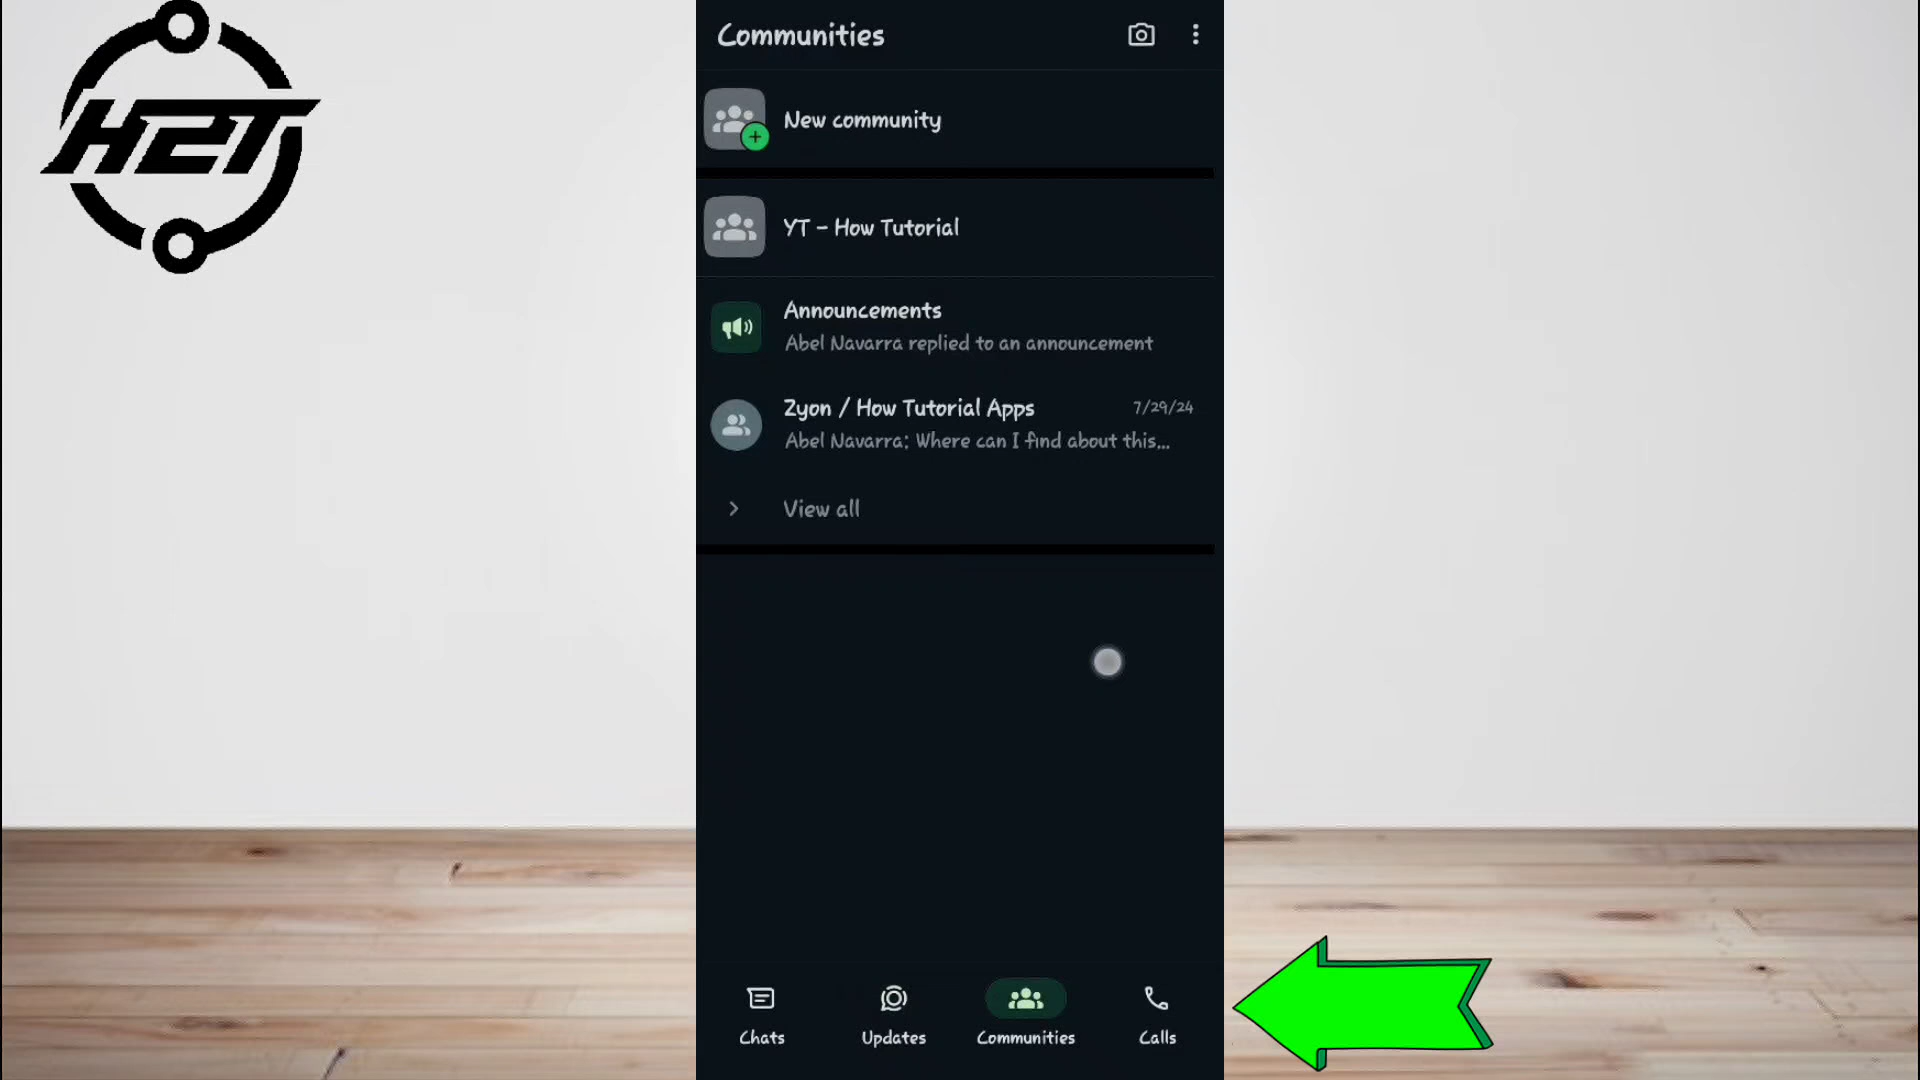 H2T
Communities
New community
YT - How Tutorial
Announcements
Abel Navarra replied to an announcement
Zyon / How Tutorial Apps 7/29/24
Abel Navarra: Where can I find about this...
View all
Chats Updates Communities Calls